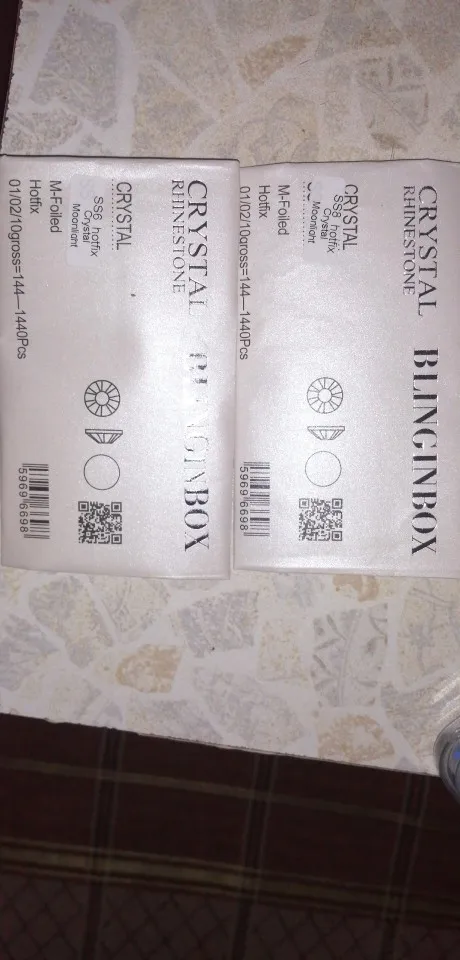 CRYSTAL BLINGINBOX
RHINESTONE
CRYSTAL
SS8 hotfix
Crystal
Moonlight
M-Foiled
Hotfix
01/02/10gross=144—1440Pcs
5969 6698
CRYSTAL BLINGINBOX
RHINESTONE
CRYSTAL
SS6 hotfix
Crystal
Moonlight
M-Foiled
Hotfix
01/02/10gross=144—1440Pcs
5969 6698